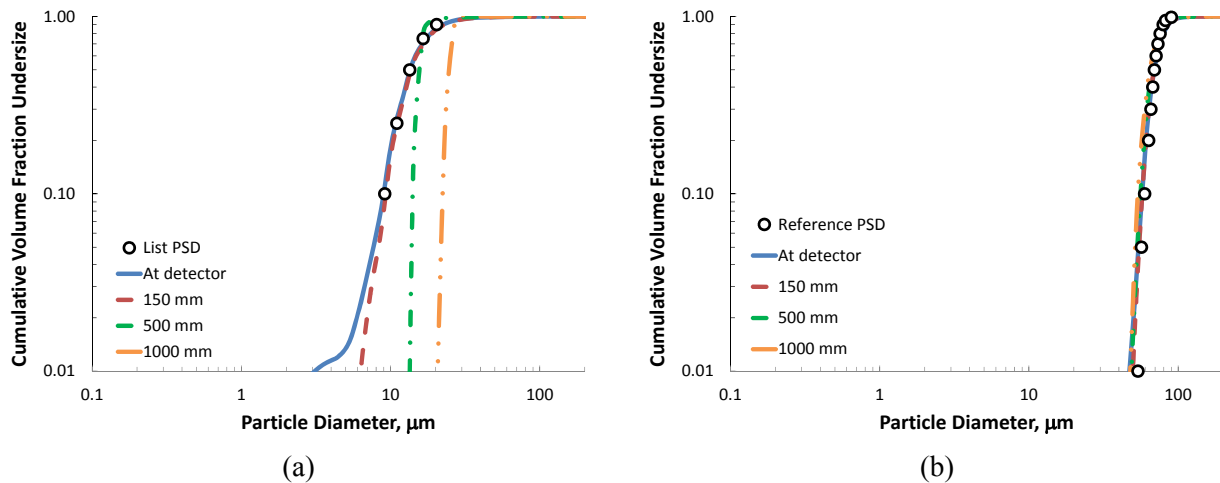 Cumulative Volume Fraction Undersize
1.00
0.10
0.01
List PSD
At detector
150 mm
500 mm
1000 mm
0.1 1 10 100
Particle Diameter, μm
(a)
Cumulative Volume Fraction Undersize
1.00
0.10
0.01
Reference PSD
At detector
150 mm
500 mm
1000 mm
0.1 1 10 100
Particle Diameter, μm
(b)